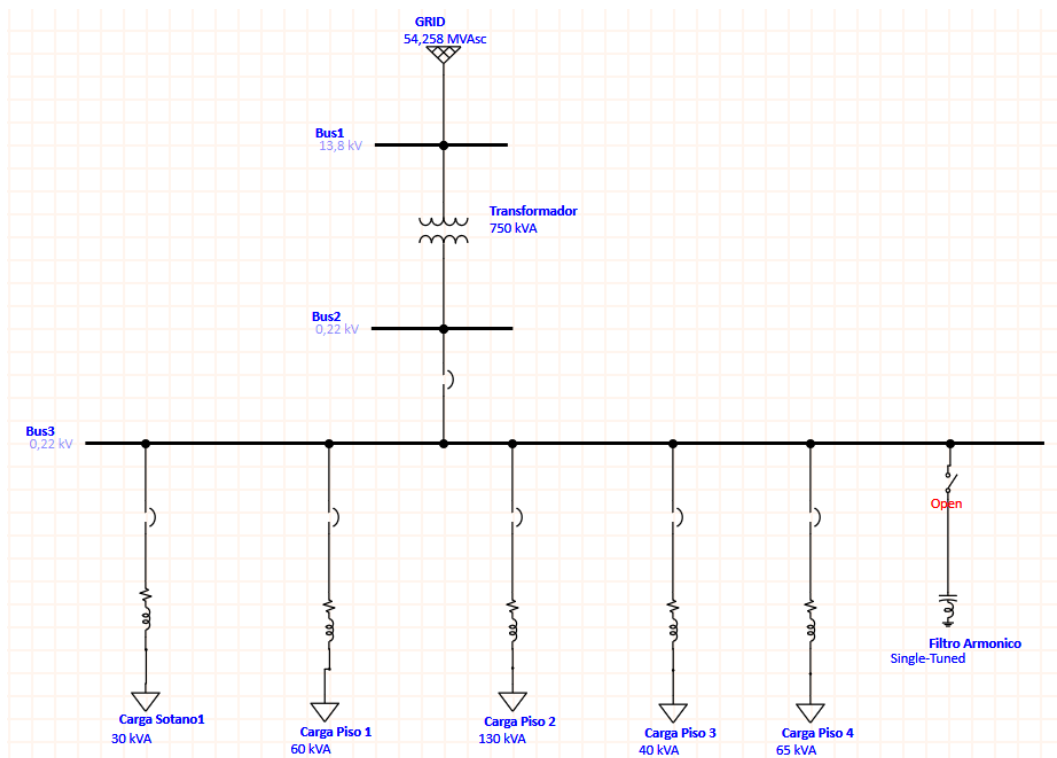 GRID
54,258 MVAsc
Bus1
13,8 kV
Transformador
750 kVA
Bus2
0,22 kV
Bus3
0,22 kV
Open
Filtro Armonico
Single-Tuned
Carga Sotano1
30 kVA
Carga Piso 1
60 kVA
Carga Piso 2
130 kVA
Carga Piso 3
40 kVA
Carga Piso 4
65 kVA